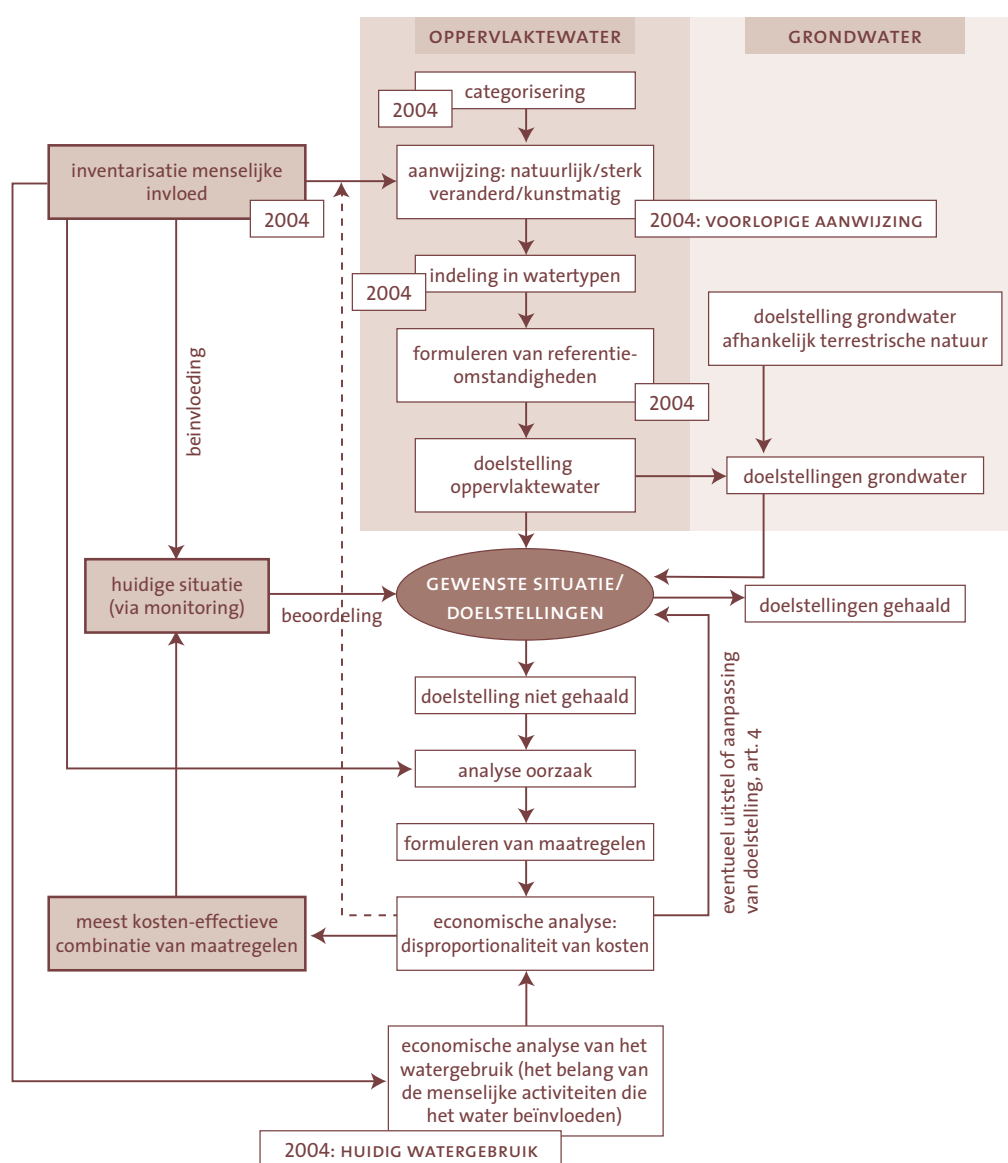 OPPERVLAKTEWATER
GRONDWATER
categorisering
2004
inventarisatie menselijke
invloed
2004
aanwijzing: natuurlijk/sterk
veranderd/kunstmatig
2004: VOORLOPIGE AANWIJZING
indeling in watertypen
2004
doelstelling grondwater
afhankelijk terrestrische natuur
formuleren van referentie-
omstandigheden
2004
beinvloeding
doelstelling
oppervlaktewater
doelstellingen grondwater
huidige situatie
(via monitoring)
beoordeling
GEWENSTE SITUATIE/
DOELSTELLINGEN
doelstellingen gehaald
doelstelling niet gehaald
analyse oorzaak
formuleren van maatregelen
eventueel uitstel of aanpassing
van doelstelling, art. 4
meest kosten-effectieve
combinatie van maatregelen
economische analyse:
disproportionaliteit van kosten
economische analyse van het
watergebruik (het belang van
de menselijke activiteiten die
het water beïnvloeden)
2004: HUIDIG WATERGEBRUIK